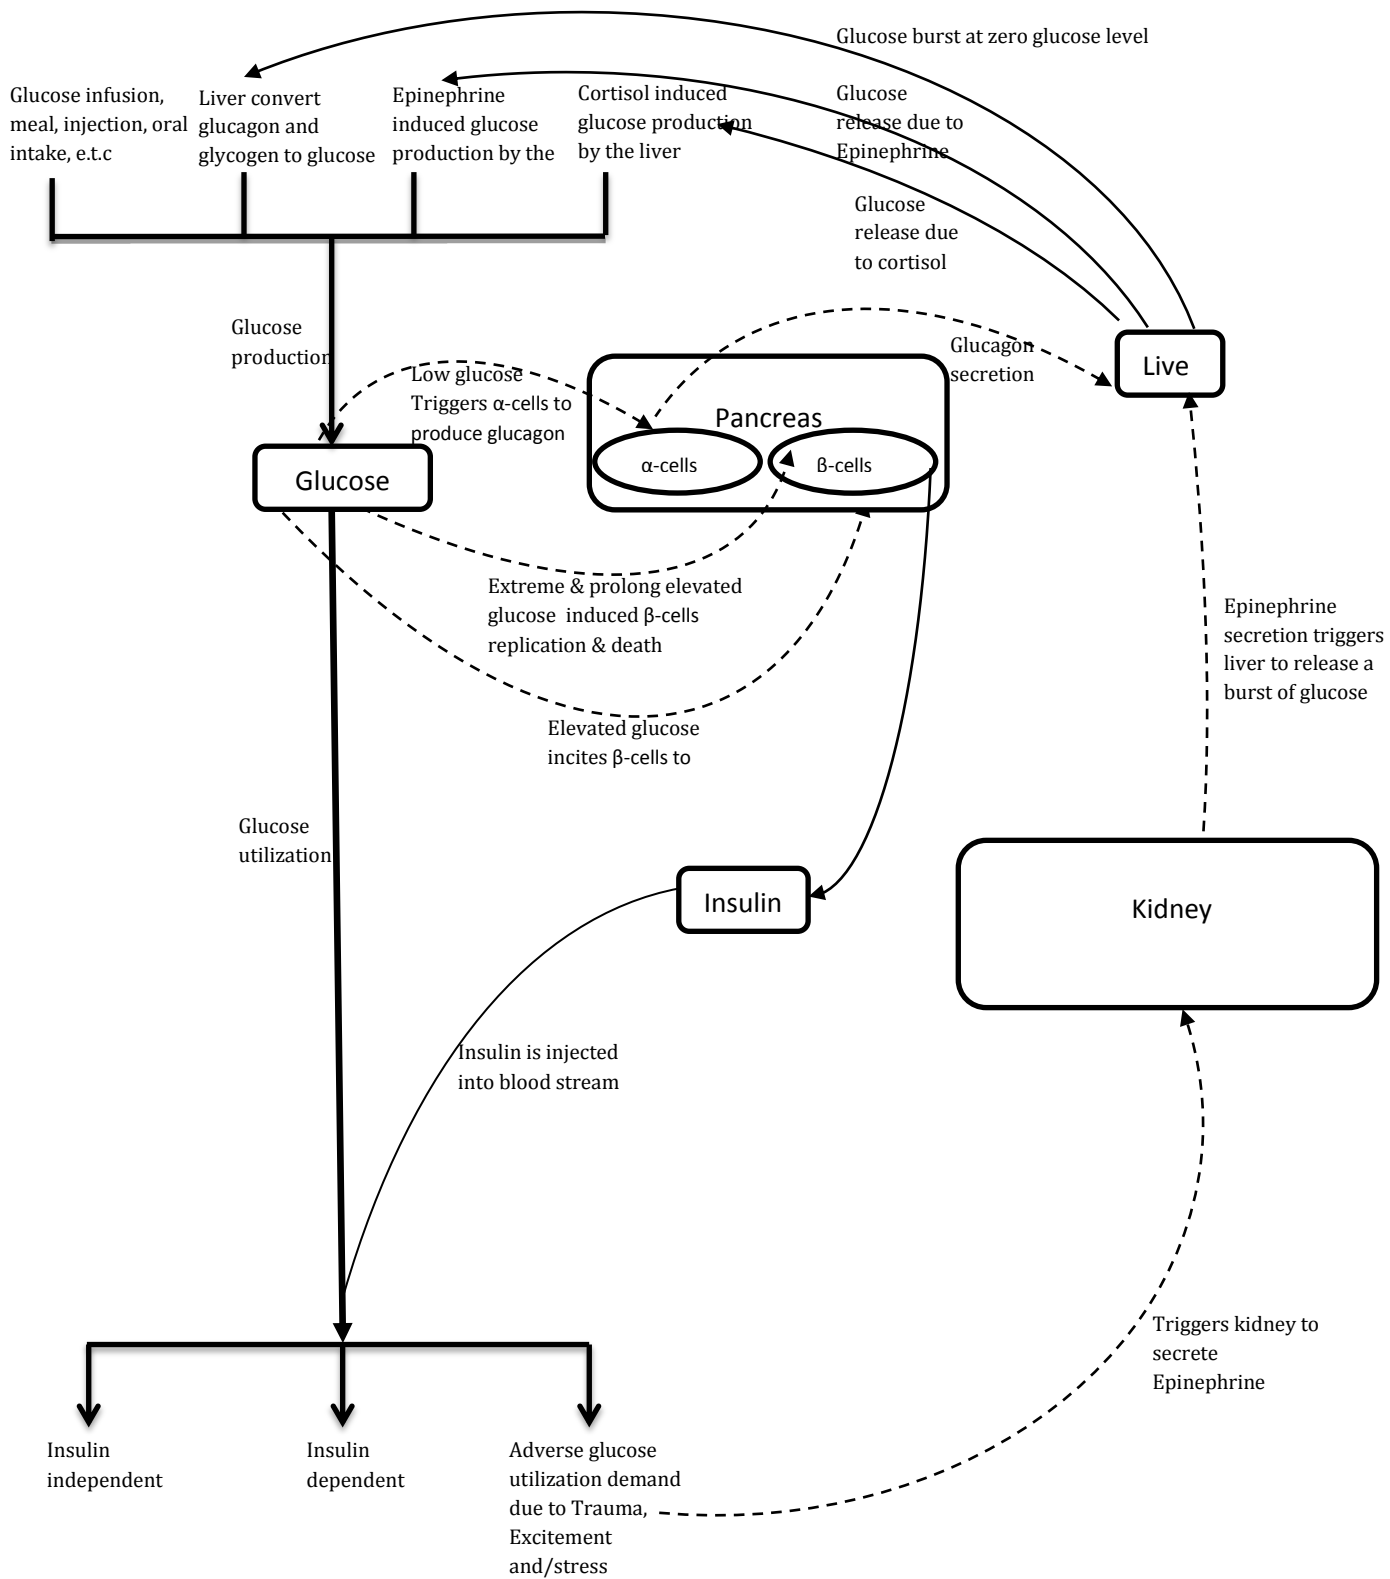 Glucose burst at zero glucose level
Glucose infusion,
meal, injection, oral
intake, e.t.c
Liver convert
glucagon and
glycogen to glucose
Epinephrine
induced glucose
production by the
Cortisol induced
glucose production
by the liver
Glucose
release due to
Epinephrine
Glucose
release due
to cortisol
Glucose
production
Low glucose
Triggers α-cells to
produce glucagon
Glucagon
secretion
Live
Pancreas
α-cells
ß-cells
Glucose
Extreme & prolong elevated
glucose induced β-cells
replication & death
Elevated glucose
incites β-cells to
Epinephrine
secretion triggers
liver to release a
burst of glucose
Glucose
utilization
Insulin
Kidney
Insulin is injected
into blood stream
Triggers kidney to
secrete
Epinephrine
Insulin
independent
Insulin
dependent
Adverse glucose
utilization demand
due to Trauma,
Excitement
and/stress